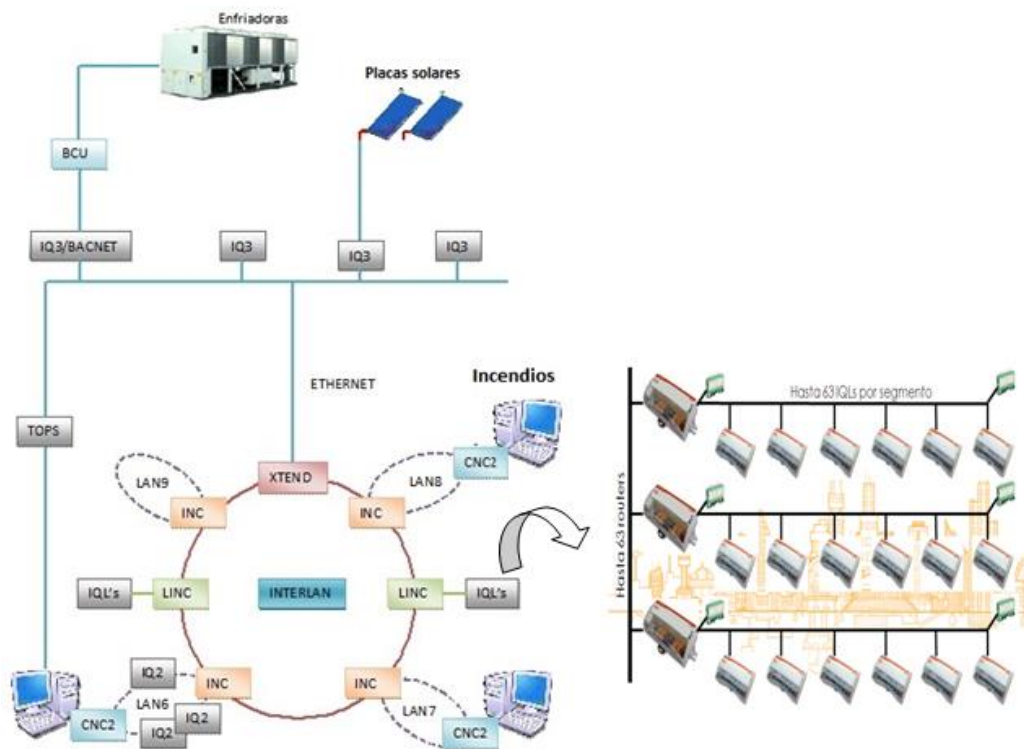 Enfriadoras
Placas solares
BCU
IQ3/BACNET
IQ3
IQ3
IQ3
ETHERNET
Incendios
TOPS
XTEND
CNC2
LAN9
LAN8
INC
INC
IQL's
LINC
INTERLAN
LINC
IQL's
IQ2
INC
INC
LAN6
IQ2
LAN7
CNC2
IQ2
CNC2
Hasta 63 IQLs por segmento
Hasta 63 routers